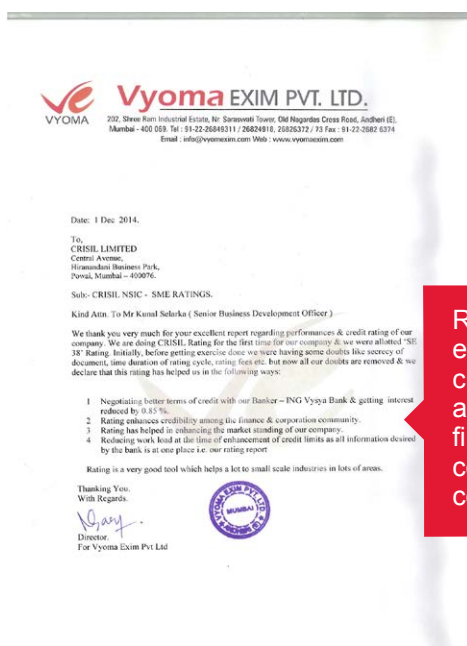 VYOMA
Vyoma EXIM PVT. LTD.
202, Shree Ram Industrial Estate, Nr. Saraswati Tower, Old Nagardas Cross Road, Andheri (E),
Mumbai - 400 069. Tel : 91-22-26849311 / 26824918, 26826372 / 73 Fax : 91-22-2682 6374
Email : info@vyomaexim.com Web : www.vyomaexim.com
Date: 1 Dec 2014.
To,
CRISIL LIMITED
Central Avenue,
Hiranandani Business Park,
Powai, Mumbai – 400076.
Sub:- CRISIL NSIC - SME RATINGS.
Kind Attn. To Mr Kunal Selarka ( Senior Business Development Officer )
We thank you very much for your excellent report regarding performances & credit rating of our
company. We are doing CRISIL Rating for the first time for our company & we were allotted 'SE
3B' Rating. Initially, before getting exercise done we were having some doubts like secrecy of
document, time duration of rating cycle, rating fees etc. but now all our doubts are removed & we
declare that this rating has helped us in the following ways:
1 Negotiating better terms of credit with our Banker – ING Vysya Bank & getting interest
reduced by 0.85 %.
2 Rating enhances credibility among the finance & corporation community.
3 Rating has helped in enhancing the market standing of our company.
4 Reducing work load at the time of enhancement of credit limits as all information desired
by the bank is at one place i.e. our rating report
Rating is a very good tool which helps a lot to small scale industries in lots of areas.
Thanking You.
With Regards.
MUMBAI
Director.
For Vyoma Exim Pvt Ltd